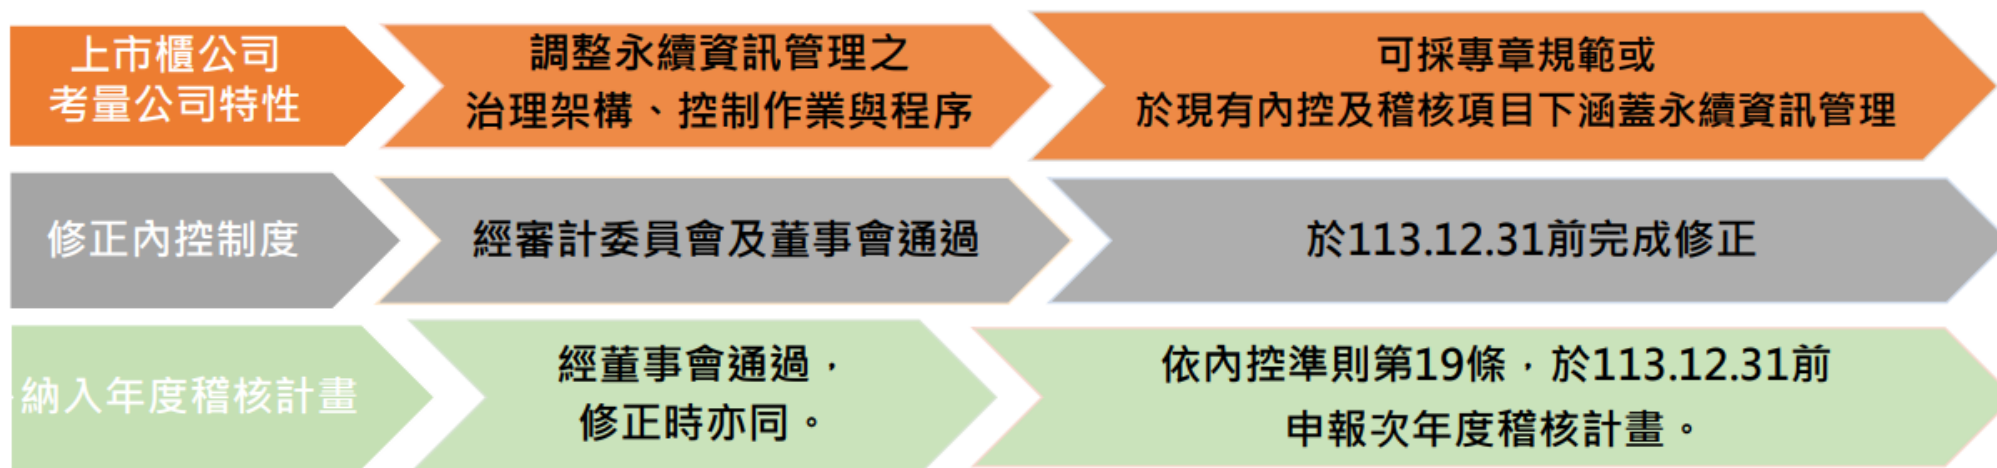 上市櫃公司
考量公司特性
調整永續資訊管理之
治理架構、控制作業與程序
可採專章規範或
於現有內控及稽核項目下涵蓋永續資訊管理
修正內控制度
經審計委員會及董事會通過
於113.12.31前完成修正
納入年度稽核計畫
經董事會通過，
修正時亦同。
依內控準則第19條，於113.12.31前
申報次年度稽核計畫。